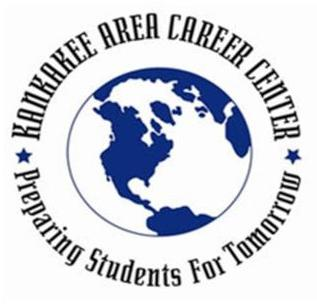 KANKAKEE AREA CAREER CENTER
Preparing Students For Tomorrow